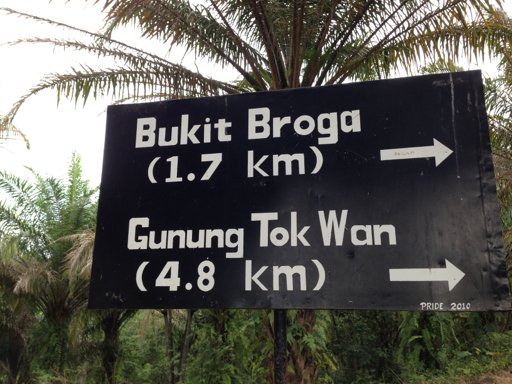 Bukit Broga
(1.7 km)
Gunung Tok Wan
(4.8 km)
PRIDE 2010